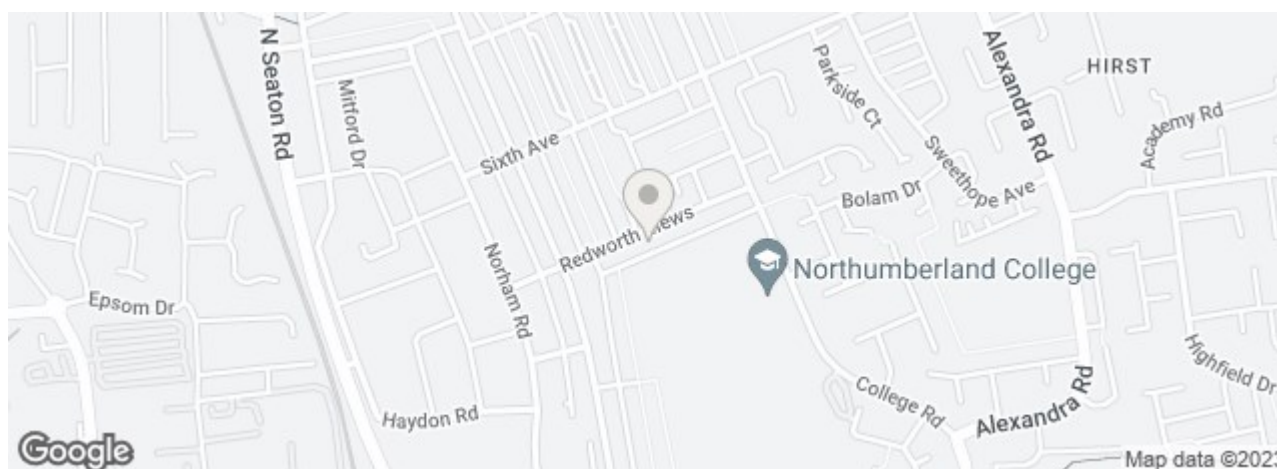 N Seaton Rd
Mitford Dr
Sixth Ave
Parkside Ct
Alexandra Rd
HIRST
Academy Rd
Sweethope Ave
Bolam Dr
Redworth Mews
Norham Rd
Northumberland College
Epsom Dr
Highfield Dr
Haydon Rd
College Rd
Alexandra Rd
Google
Map data ©202